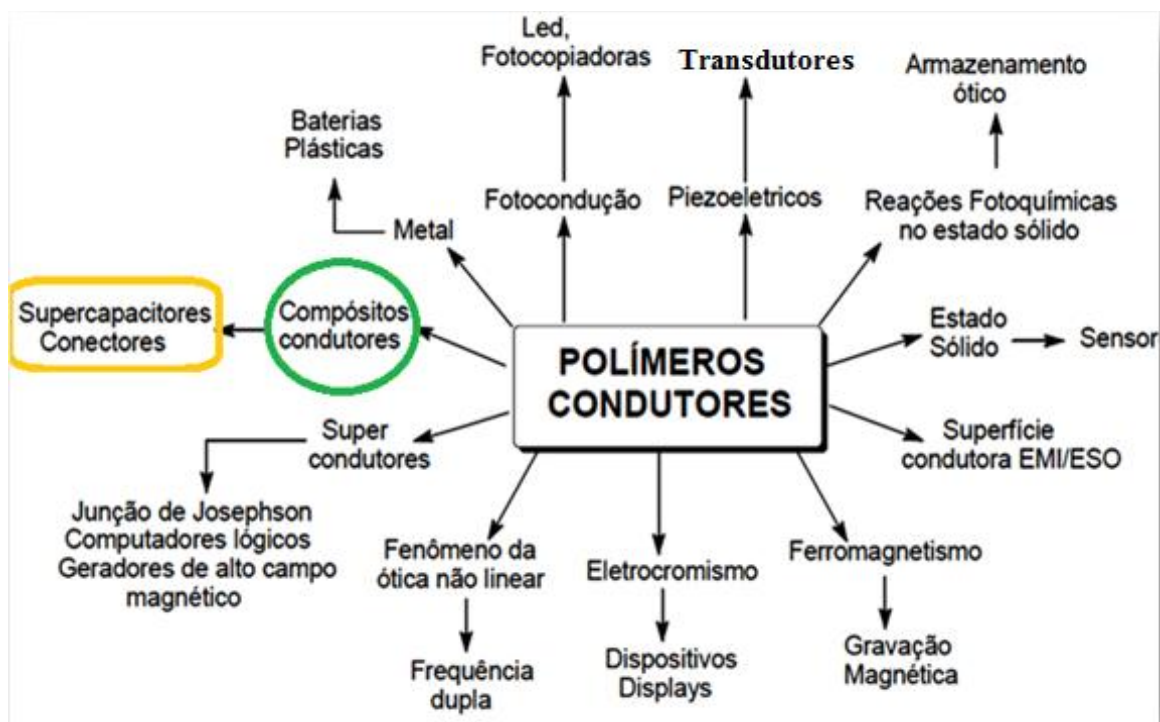 Led,
Fotocopiadoras
Transdutores
Armazenamento
ótico
Baterias
Plásticas
Fotocondução
Piezoeletricos
Reações Fotoquímicas
no estado sólido
Metal
Supercapacitores
Conectores
Compósitos
condutores
POLÍMEROS
CONDUTORES
Estado
Sólido
Sensor
Super
condutores
Superfície
condutora EMI/ESO
Junção de Josephson
Computadores lógicos
Geradores de alto campo
magnético
Fenômeno da
ótica não linear
Eletrocromismo
Ferromagnetismo
Frequência
dupla
Dispositivos
Displays
Gravação
Magnética